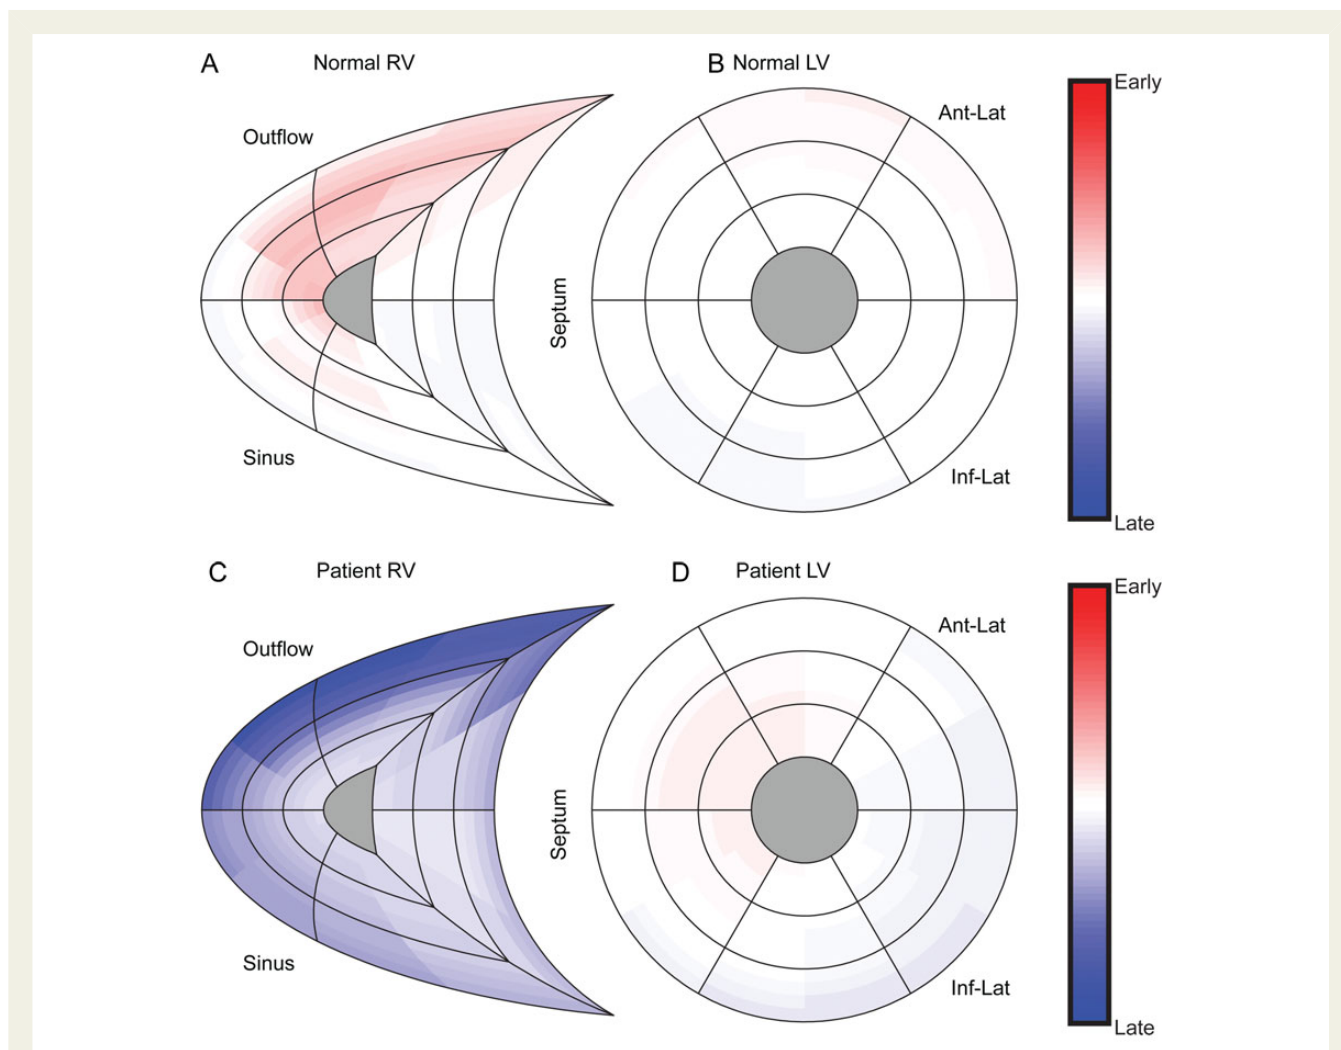 A Normal RV
B Normal LV
Early
Outflow
Ant-Lat
Septum
Sinus
Inf-Lat
Late
C Patient RV
D Patient LV
Early
Outflow
Ant-Lat
Septum
Sinus
Inf-Lat
Late